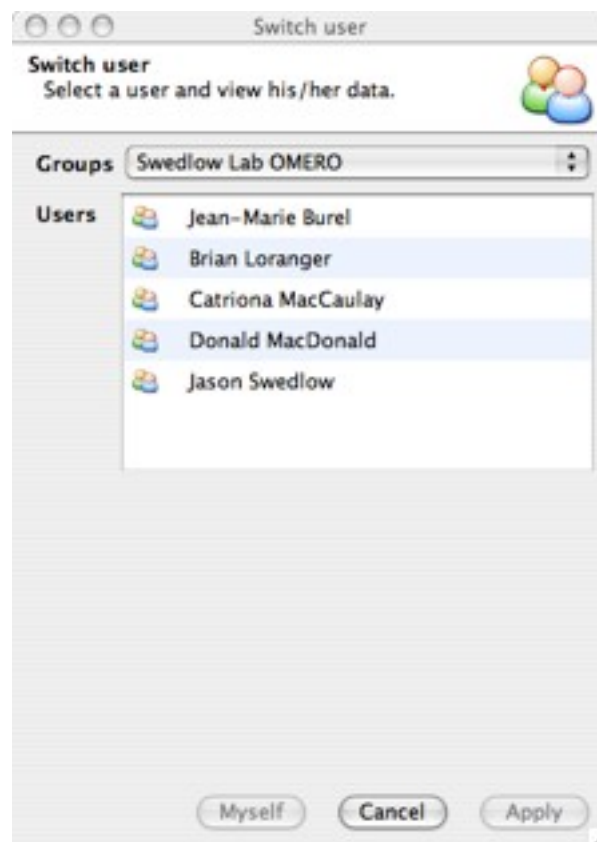 Switch user
Switch user
Select a user and view his/her data.
Groups Swedlow Lab OMERO
Users Jean-Marie Burel
Brian Loranger
Catriona MacCaulay
Donald MacDonald
Jason Swedlow
Myself Cancel Apply